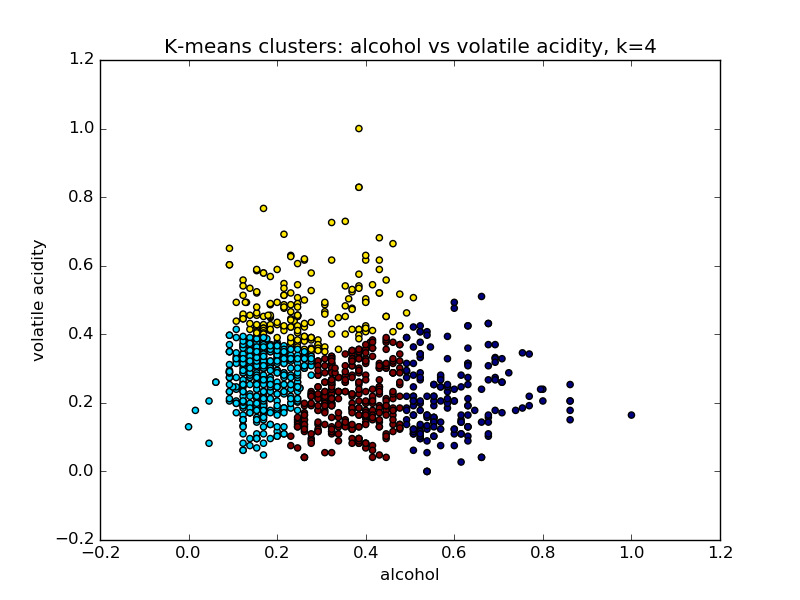 K-means clusters: alcohol vs volatile acidity, k=4
1.2
1.0
0.8
0.6
0.4
0.2
0.0
−0.2
volatile acidity
−0.2 0.0 0.2 0.4 0.6 0.8 1.0 1.2
alcohol